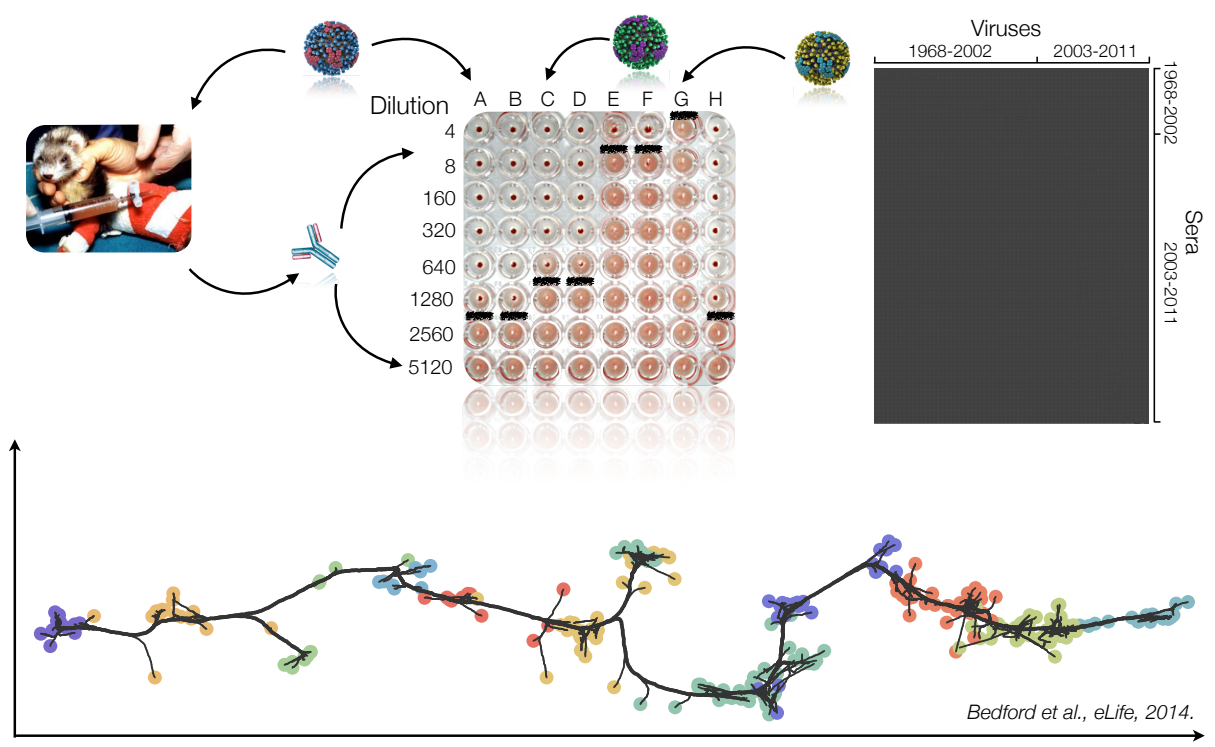 Viruses
1968-2002 2003-2011
Dilution A B C D E F G H
4
8
160
320
640
1280
2560
5120
1968-2002
2003-2011
Sera
Bedford et al., eLife, 2014.